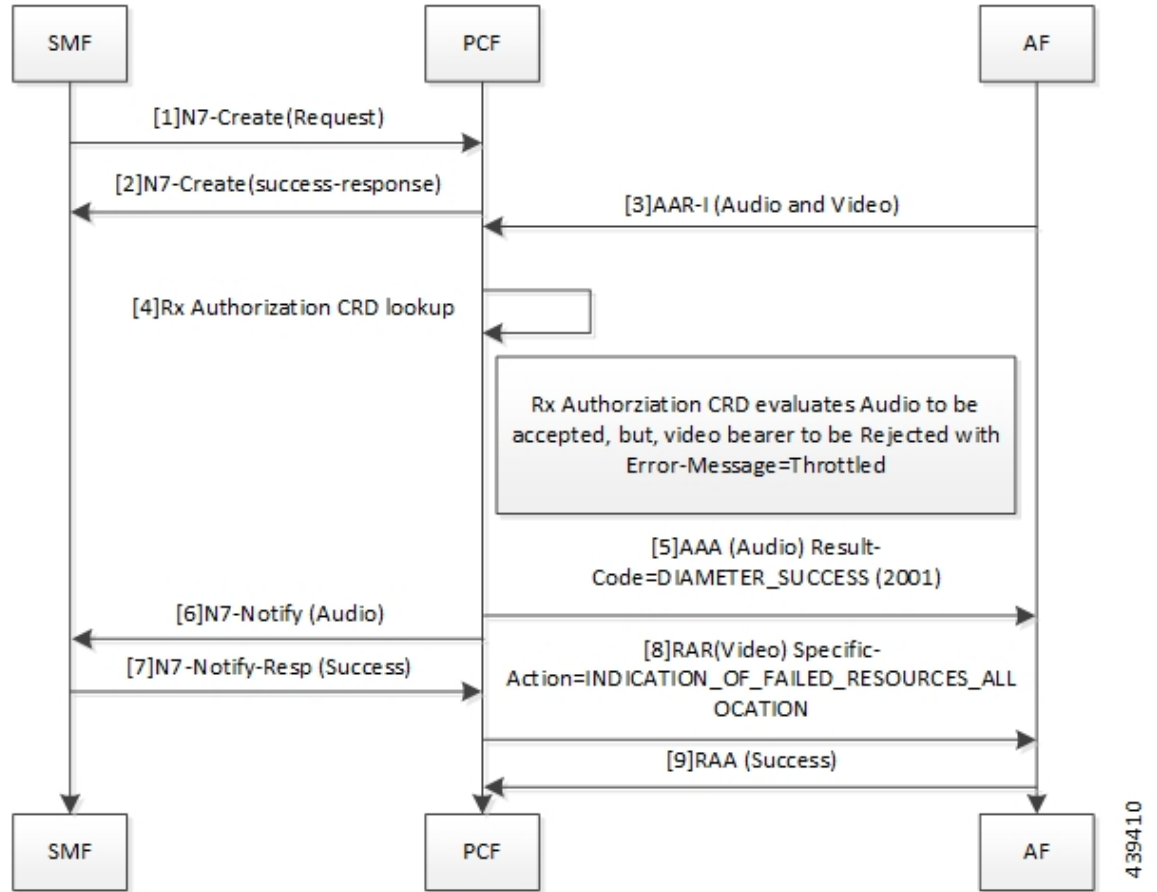 SMF
PCF
AF
[1]N7-Create(Request)
[2]N7-Create(success-response)
[3]AAR-I (Audio and Video)
[4]Rx Authorization CRD lookup
Rx Authorziation CRD evaluates Audio to be
accepted, but, video bearer to be Rejected with
Error-Message=Throttled
[5]AAA (Audio) Result-
Code=DIAMETER_SUCCESS (2001)
[6]N7-Notify (Audio)
[7]N7-Notify-Resp (Success)
[8]RAR(Video) Specific-
Action=INDICATION_OF_FAILED_RESOURCES_ALL
OCATION
[9]RAA (Success)
SMF
PCF
AF
439410